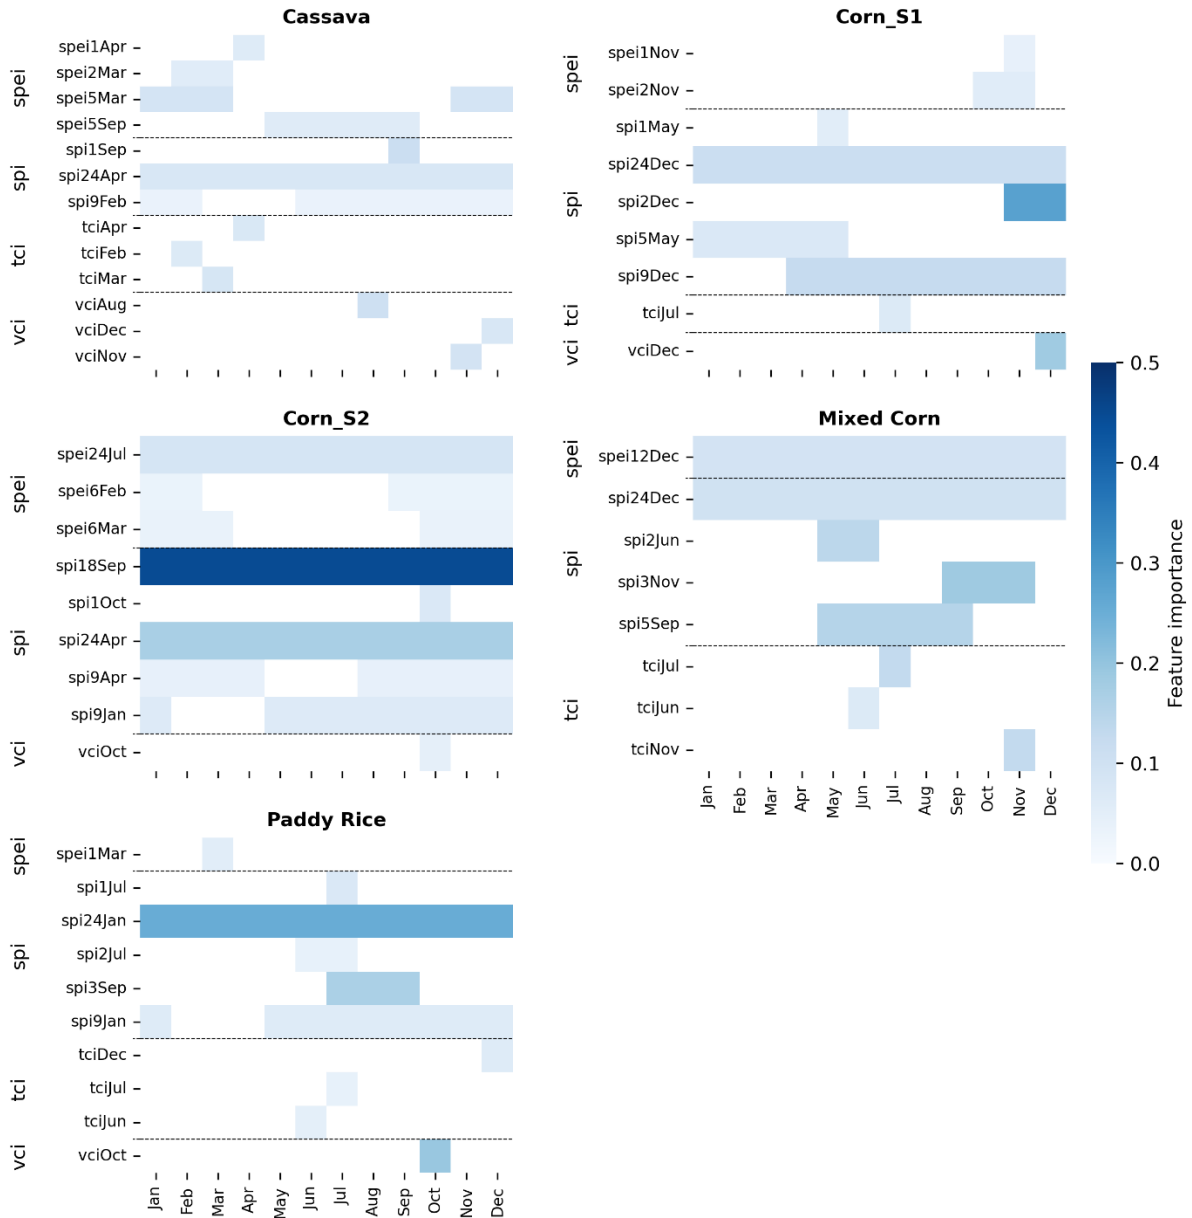 Cassava
spei
spei1Apr
spei2Mar
spei5Mar
spei5Sep
spi
spi1Sep
spi24Apr
spi9Feb
tci
tciApr
tciFeb
tciMar
vci
vciAug
vciDec
vciNov
Corn_S1
spei
spei1Nov
spei2Nov
spi
spi1May
spi24Dec
spi2Dec
spi5May
spi9Dec
tci
tciJul
vci
vciDec
Corn_S2
spei
spei24Jul
spei6Feb
spei6Mar
spi
spi18Sep
spi1Oct
spi24Apr
spi9Apr
spi9Jan
vci
vciOct
Mixed Corn
spei
spei12Dec
spi
spi24Dec
spi2Jun
spi3Nov
spi5Sep
tci
tciJul
tciJun
tciNov
Jan Feb Mar Apr May Jun Jul Aug Sep Oct Nov Dec
Paddy Rice
spei
spei1Mar
spi
spi1Jul
spi24Jan
spi2Jul
spi3Sep
spi9Jan
tci
tciDec
tciJul
tciJun
vci
vciOct
Jan Feb Mar Apr May Jun Jul Aug Sep Oct Nov Dec
0.5
0.4
0.3
0.2
0.1
0.0
Feature importance